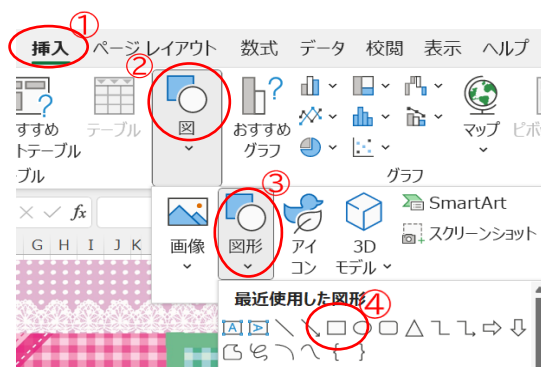 ①
挿入 ページレイアウト 数式 データ 校閲 表示 ヘルプ
②
すすめ
トテーブル
テーブル
図
おすすめ
グラフ
マップ
ピボ
ブル
グラフ
③
fx
画像
図形
アイ
コン
3D
モデル
SmartArt
スクリーンショット
G H I J K
最近使用した図形
④
A A